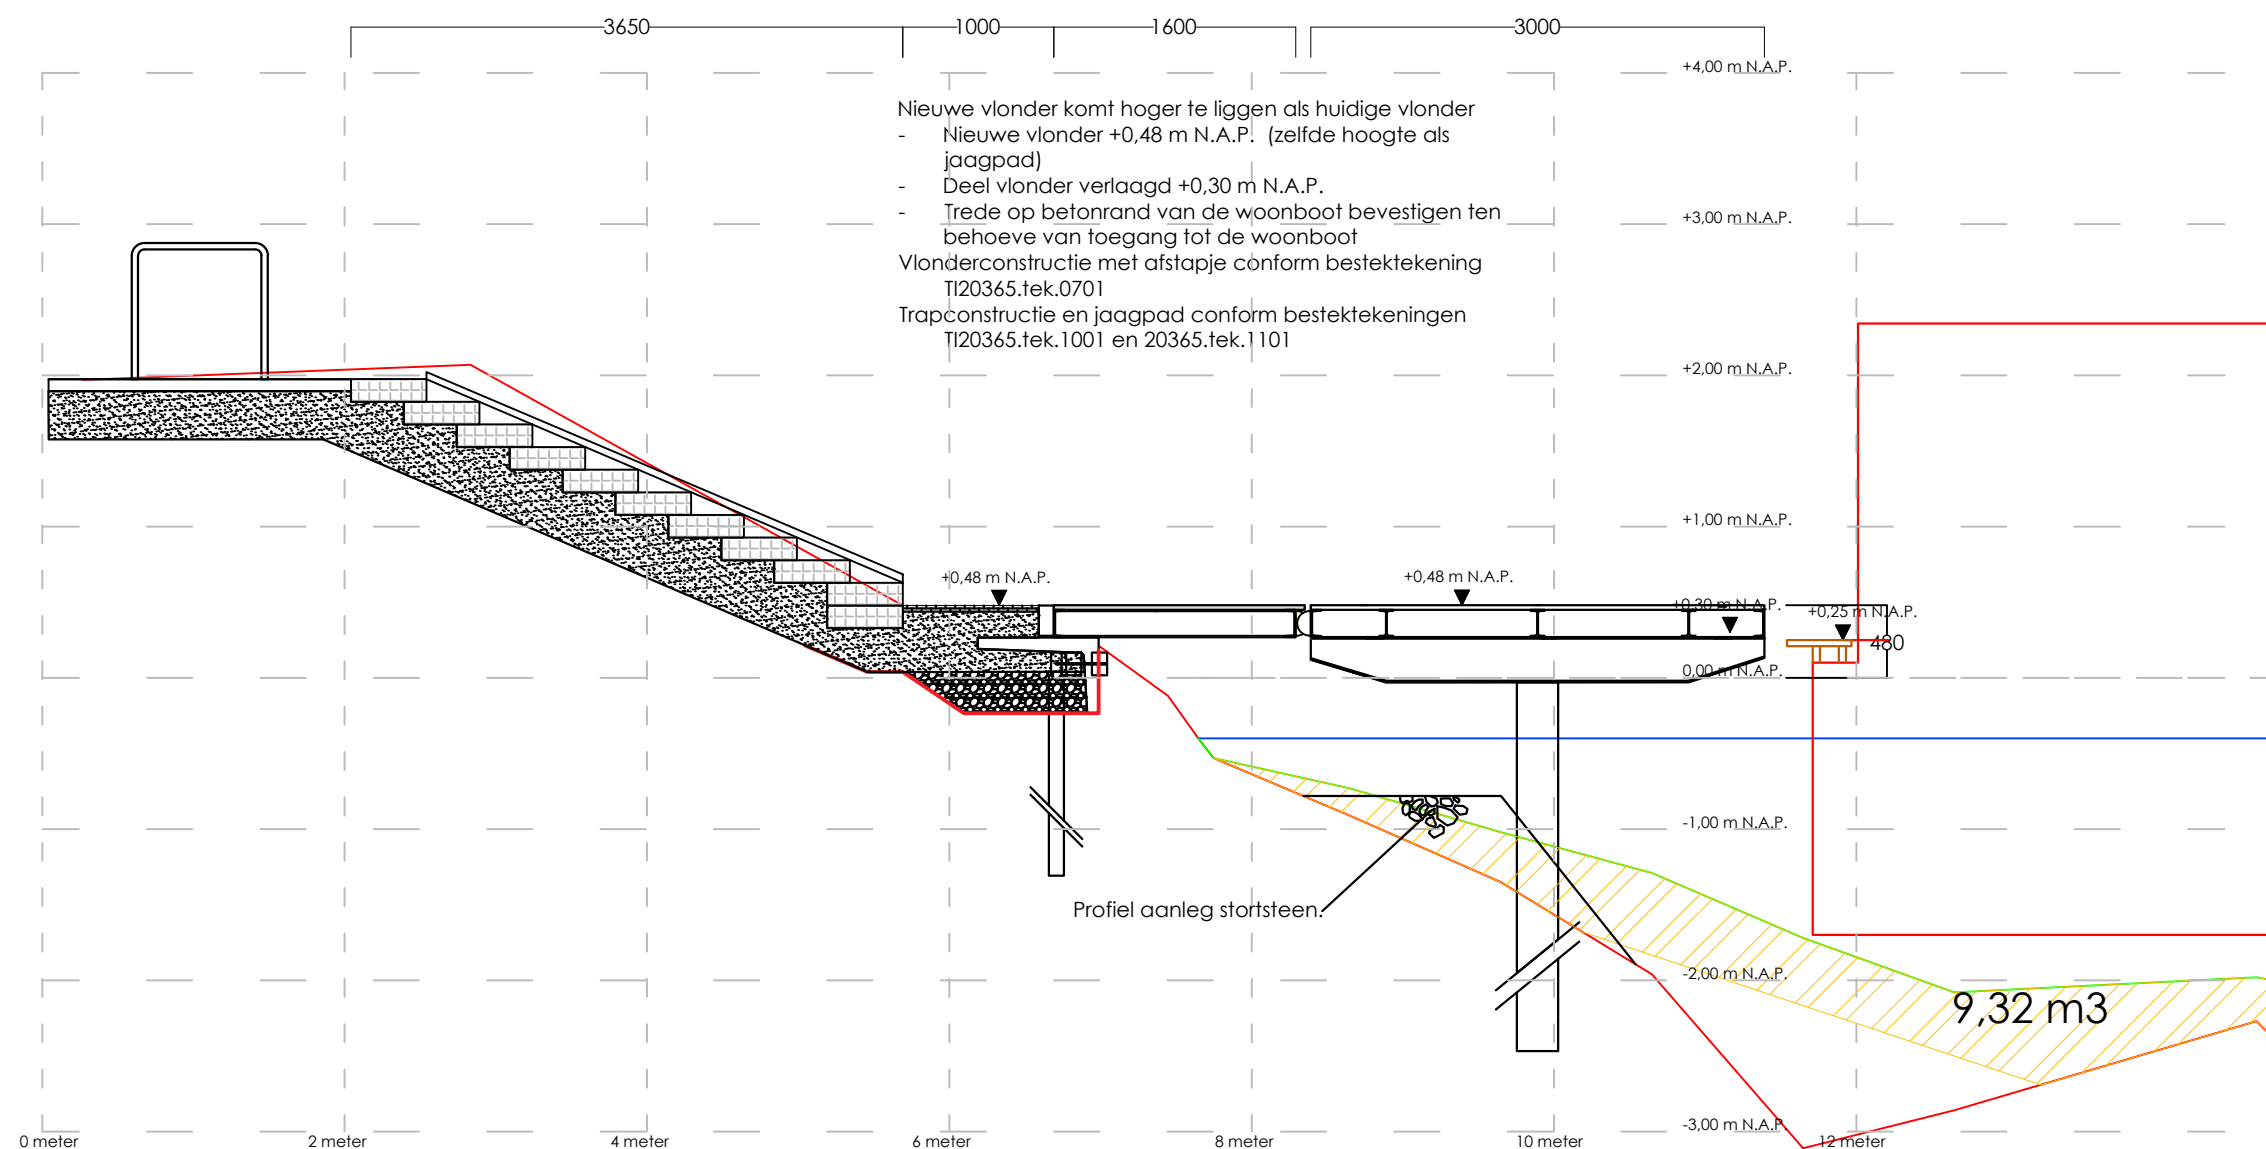 3650
1000
1600
3000
+4,00 m N.A.P.
Nieuwe vlonder komt hoger te liggen als huidige vlonder
- Nieuwe vlonder +0,48 m N.A.P. (zelfde hoogte als
jaagpad)
- Deel vlonder verlaagd +0,30 m N.A.P.
- Trede op betonrand van de woonboot bevestigen ten
behoeve van toegang tot de woonboot
Vlonderconstructie met afstapje conform bestektekening
TI20365.tek.0701
Trapconstructie en jaagpad conform bestektekeningen
TI20365.tek.1001 en 20365.tek.1101
+3,00 m N.A.P.
+2,00 m N.A.P.
+1,00 m N.A.P.
+0,48 m N.A.P.
+0,48 m N.A.P.
+0,30 m N.A.P.
+0,25 m N.A.P.
480
0,00 m N.A.P.
-1,00 m N.A.P.
Profiel aanleg stortsteen.
-2,00 m N.A.P.
9,32 m3
-3,00 m N.A.P.
0 meter
2 meter
4 meter
6 meter
8 meter
10 meter
12 meter